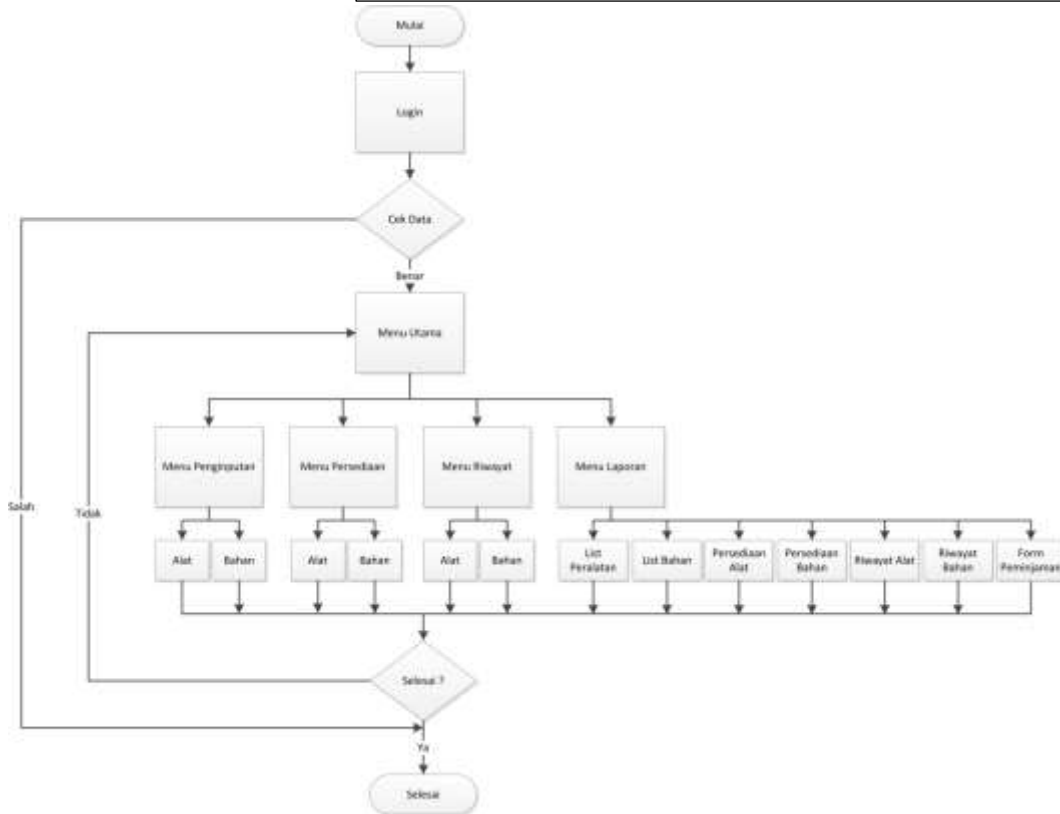 Mulai
Login
Cek Data
Benar
Menu Utama
Menu Penginputan
Menu Persediaan
Menu Riwayat
Menu Laporan
Salah
Tidak
Alat
Bahan
Alat
Bahan
Alat
Bahan
List
Peralatan
List Bahan
Persediaan
Alat
Persediaan
Bahan
Riwayat Alat
Riwayat
Bahan
Form
Peminjaman
Selesai ?
Ya
Selesai